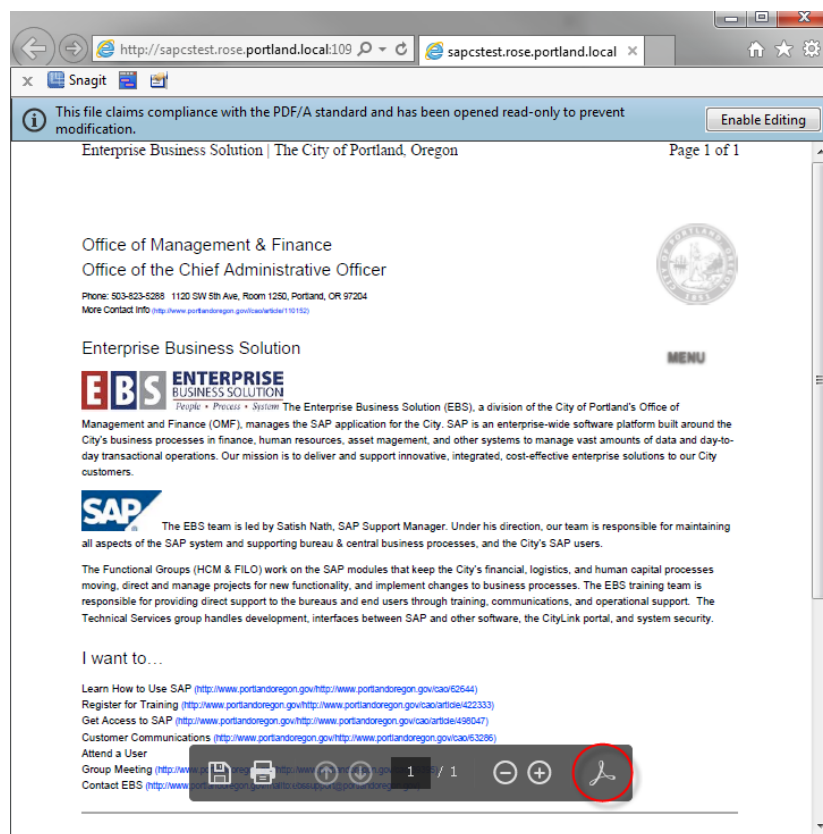 http://sapcstest.rose.portland.local:109
sapcstest.rose.portland.local
x Snagit
This file claims compliance with the PDF/A standard and has been opened read-only to prevent
modification.
Enable Editing
Enterprise Business Solution | The City of Portland, Oregon Page 1 of 1
Office of Management & Finance
Office of the Chief Administrative Officer
Phone: 503-823-5288 1120 SW 5th Ave, Room 1250, Portland, OR 97204
More Contact Info (http://www.portlandoregon.gov/cao/article/110152)
Enterprise Business Solution
MENU
EBS ENTERPRISE
BUSINESS SOLUTION
People • Process • System The Enterprise Business Solution (EBS), a division of the City of Portland's Office of
Management and Finance (OMF), manages the SAP application for the City. SAP is an enterprise-wide software platform built around the
City's business processes in finance, human resources, asset magement, and other systems to manage vast amounts of data and day-to-
day transactional operations. Our mission is to deliver and support innovative, integrated, cost-effective enterprise solutions to our City
customers.
SAP The EBS team is led by Satish Nath, SAP Support Manager. Under his direction, our team is responsible for maintaining
all aspects of the SAP system and supporting bureau & central business processes, and the City's SAP users.
The Functional Groups (HCM & FILO) work on the SAP modules that keep the City's financial, logistics, and human capital processes
moving, direct and manage projects for new functionality, and implement changes to business processes. The EBS training team is
responsible for providing direct support to the bureaus and end users through training, communications, and operational support. The
Technical Services group handles development, interfaces between SAP and other software, the CityLink portal, and system security.
I want to…
Learn How to Use SAP (http://www.portlandoregon.gov/http://www.portlandoregon.gov/cao/62644)
Register for Training (http://www.portlandoregon.gov/http://www.portlandoregon.gov/cao/article/422333)
Get Access to SAP (http://www.portlandoregon.gov/http://www.portlandoregon.gov/cao/article/498047)
Customer Communications (http://www.portlandoregon.gov/http://www.portlandoregon.gov/cao/63286)
Attend a User
Group Meeting
Contact EBS
1 / 1